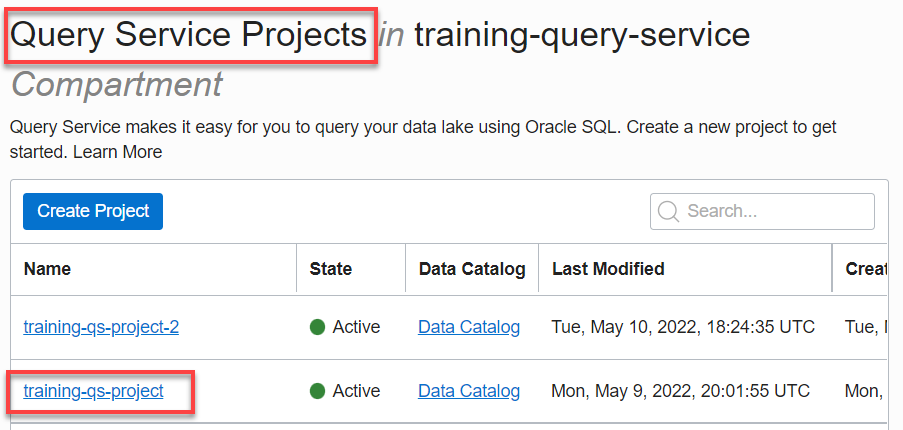 Query Service Projects in training-query-service
Compartment
Query Service makes it easy for you to query your data lake using Oracle SQL. Create a new project to get
started. Learn More
Create Project
Search...
Name State Data Catalog Last Modified Creat
training-qs-project-2 Active Data Catalog Tue, May 10, 2022, 18:24:35 UTC Tue,
training-qs-project Active Data Catalog Mon, May 9, 2022, 20:01:55 UTC Mon,